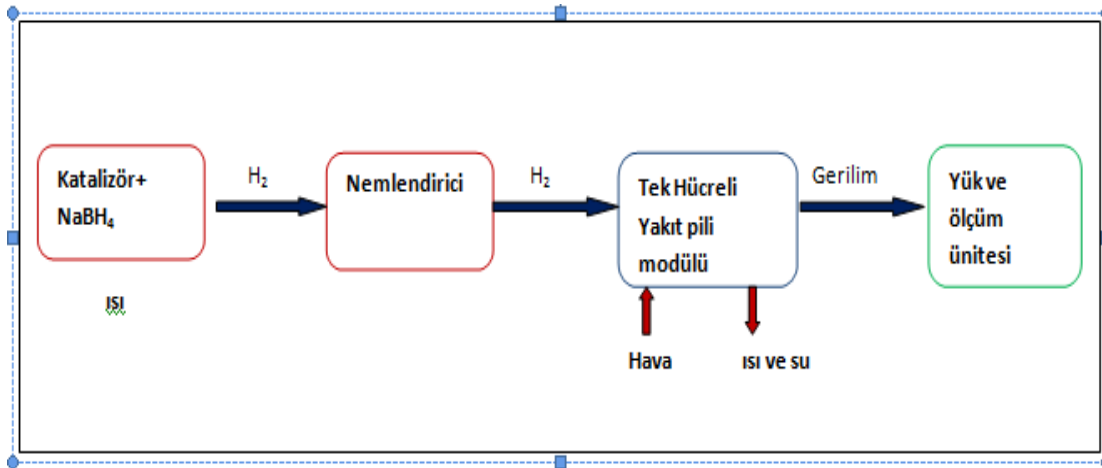 Katalizör+
NaBH₄
H₂
Nemlendirici
H₂
Tek Hücreli
Yakıt pili
modülü
Gerilim
Yük ve
ölçüm
ünitesi
ısı
Hava
ısı ve su